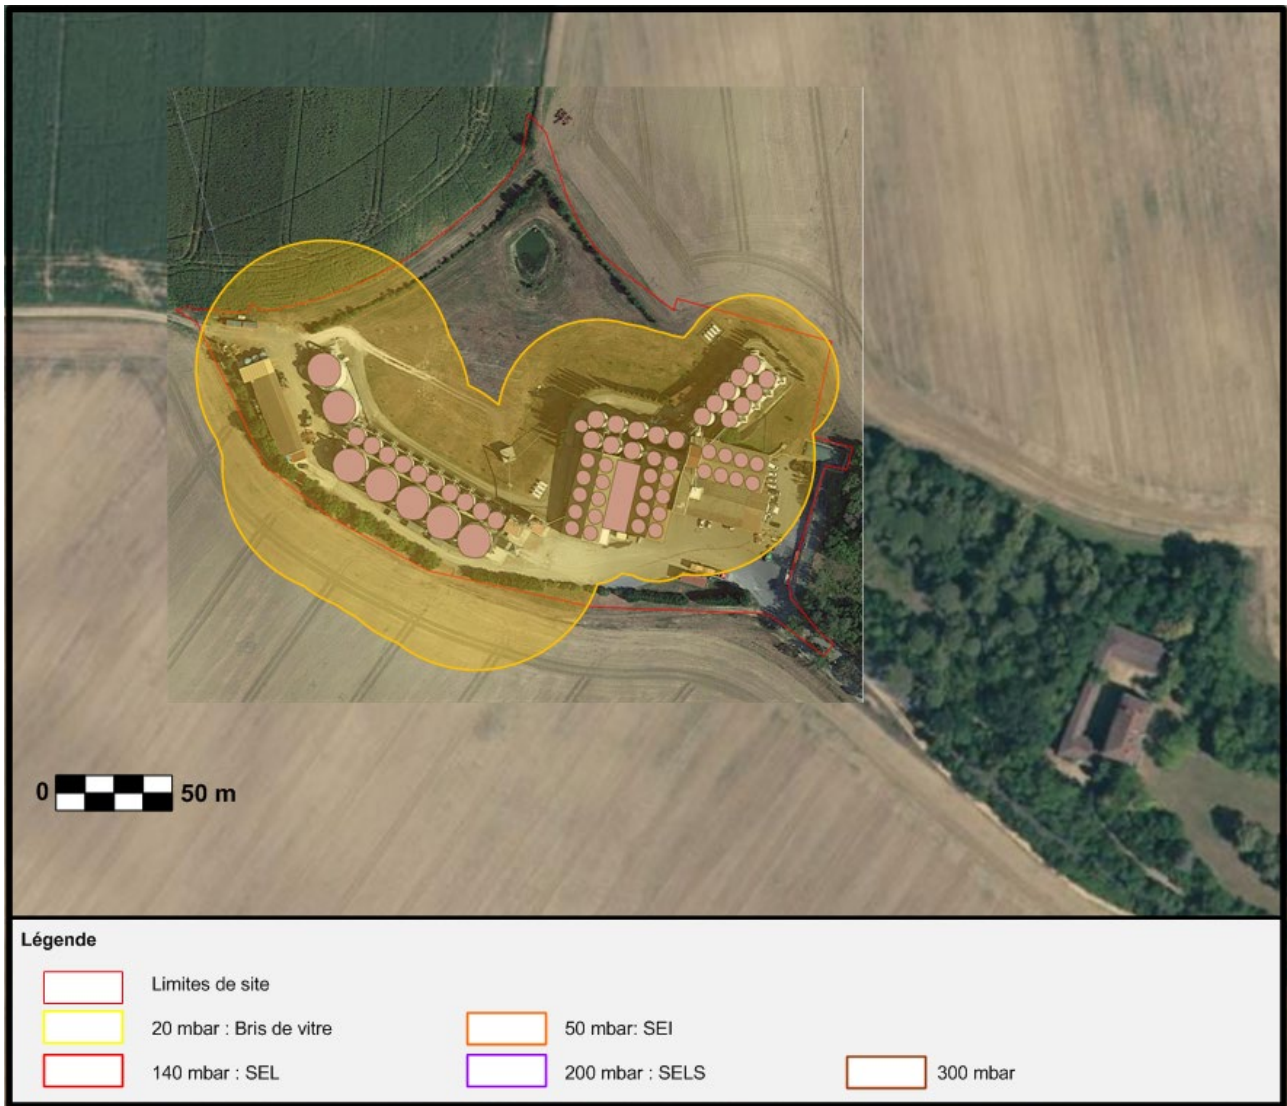 0 50 m
Légende
Limites de site
20 mbar : Bris de vitre
50 mbar: SEI
140 mbar : SEL
200 mbar : SELS
300 mbar